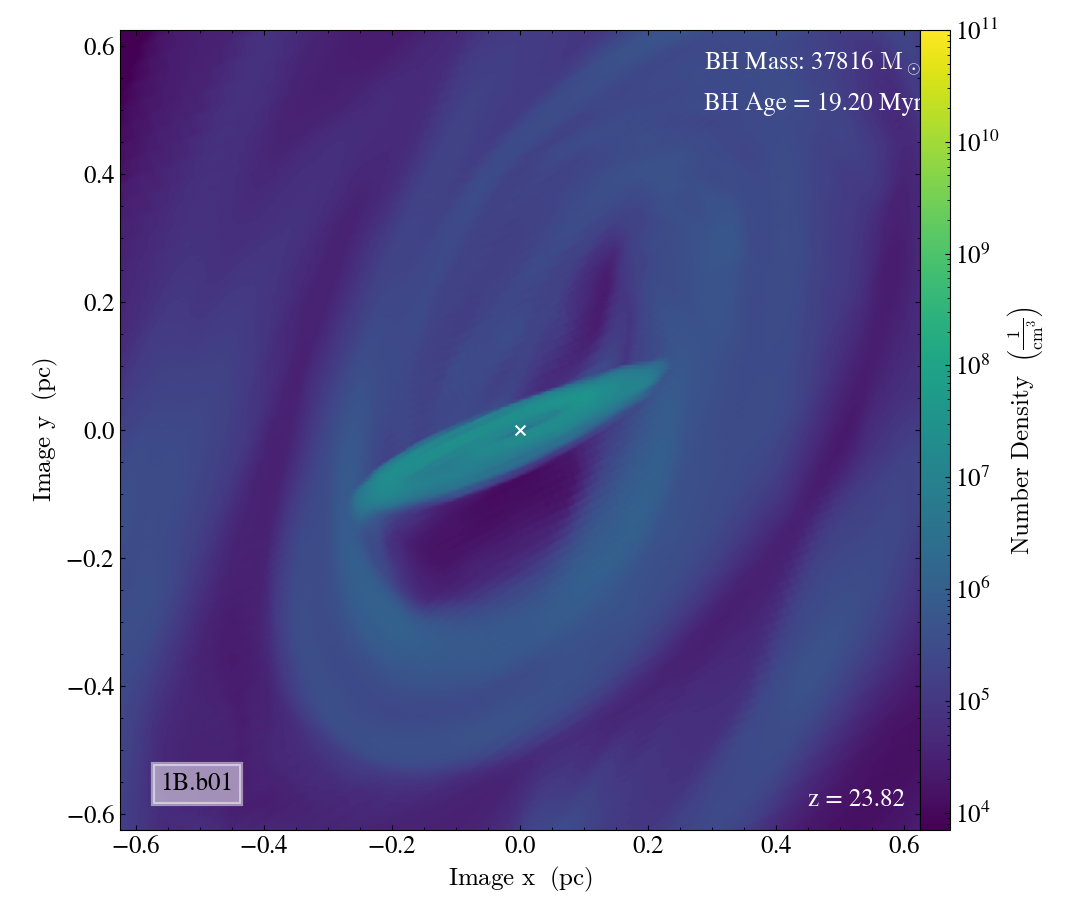 BH Mass: 37816 M☉
BH Age = 19.20 Myr
1B.b01
z = 23.82
0.6
0.4
0.2
0.0
−0.2
−0.4
−0.6
Image y (pc)
−0.6 −0.4 −0.2 0.0 0.2 0.4 0.6
Image x (pc)
10¹¹
10¹⁰
10⁹
10⁸
10⁷
10⁶
10⁵
10⁴
Number Density (1/cm³)